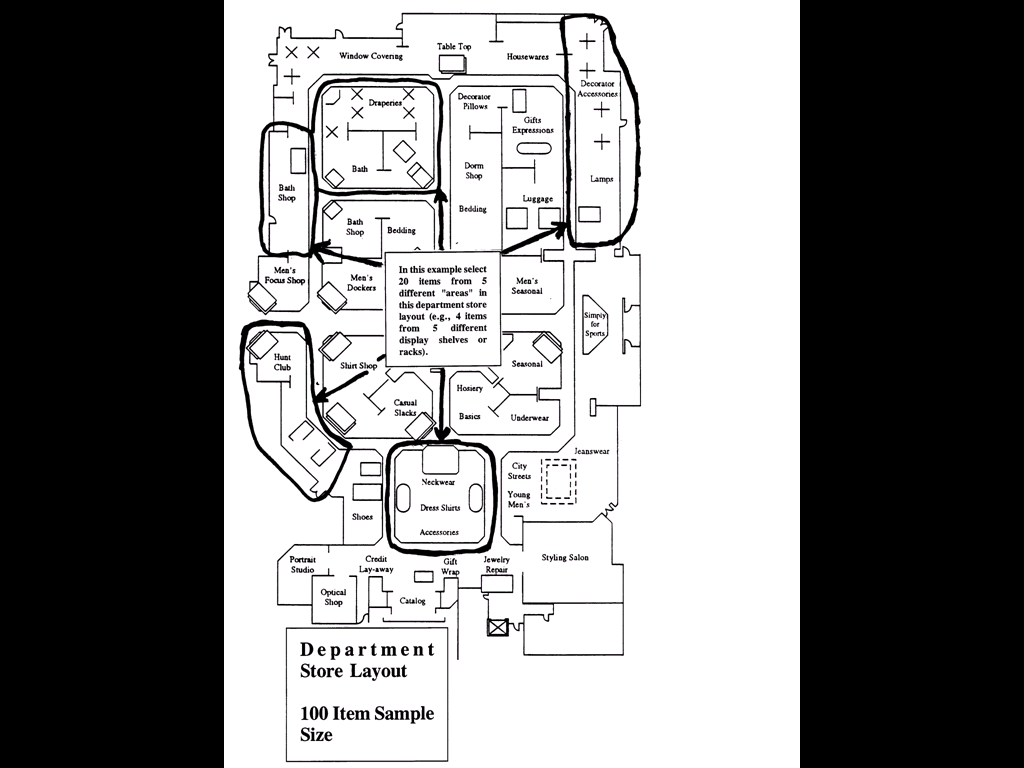 Table Top
Window Covering
Housewares
Decorator
Accessories
Draperies
Decorator
Pillows
Gifts
Expressions
Bath
Dorm
Shop
Lamps
Bath
Shop
Luggage
Bedding
Bath
Shop
Bedding
Men's
Focus Shop
Men's
Dockers
In this example select
20 items from 5
different "areas" in
this department store
layout (e.g., 4 items
from 5 different
display shelves or
racks).
Men's
Seasonal
Simply
for
Sports
Hunt
Club
Shirt Shop
Seasonal
Hosiery
Casual
Slacks
Basics
Underwear
Jeanswear
City
Streets
Neckwear
Young
Men's
Dress Shirts
Shoes
Accessories
Portrait
Studio
Credit
Lay-away
Gift
Wrap
Jewelry
Repair
Styling Salon
Optical
Shop
Catalog
Department
Store Layout
100 Item Sample
Size